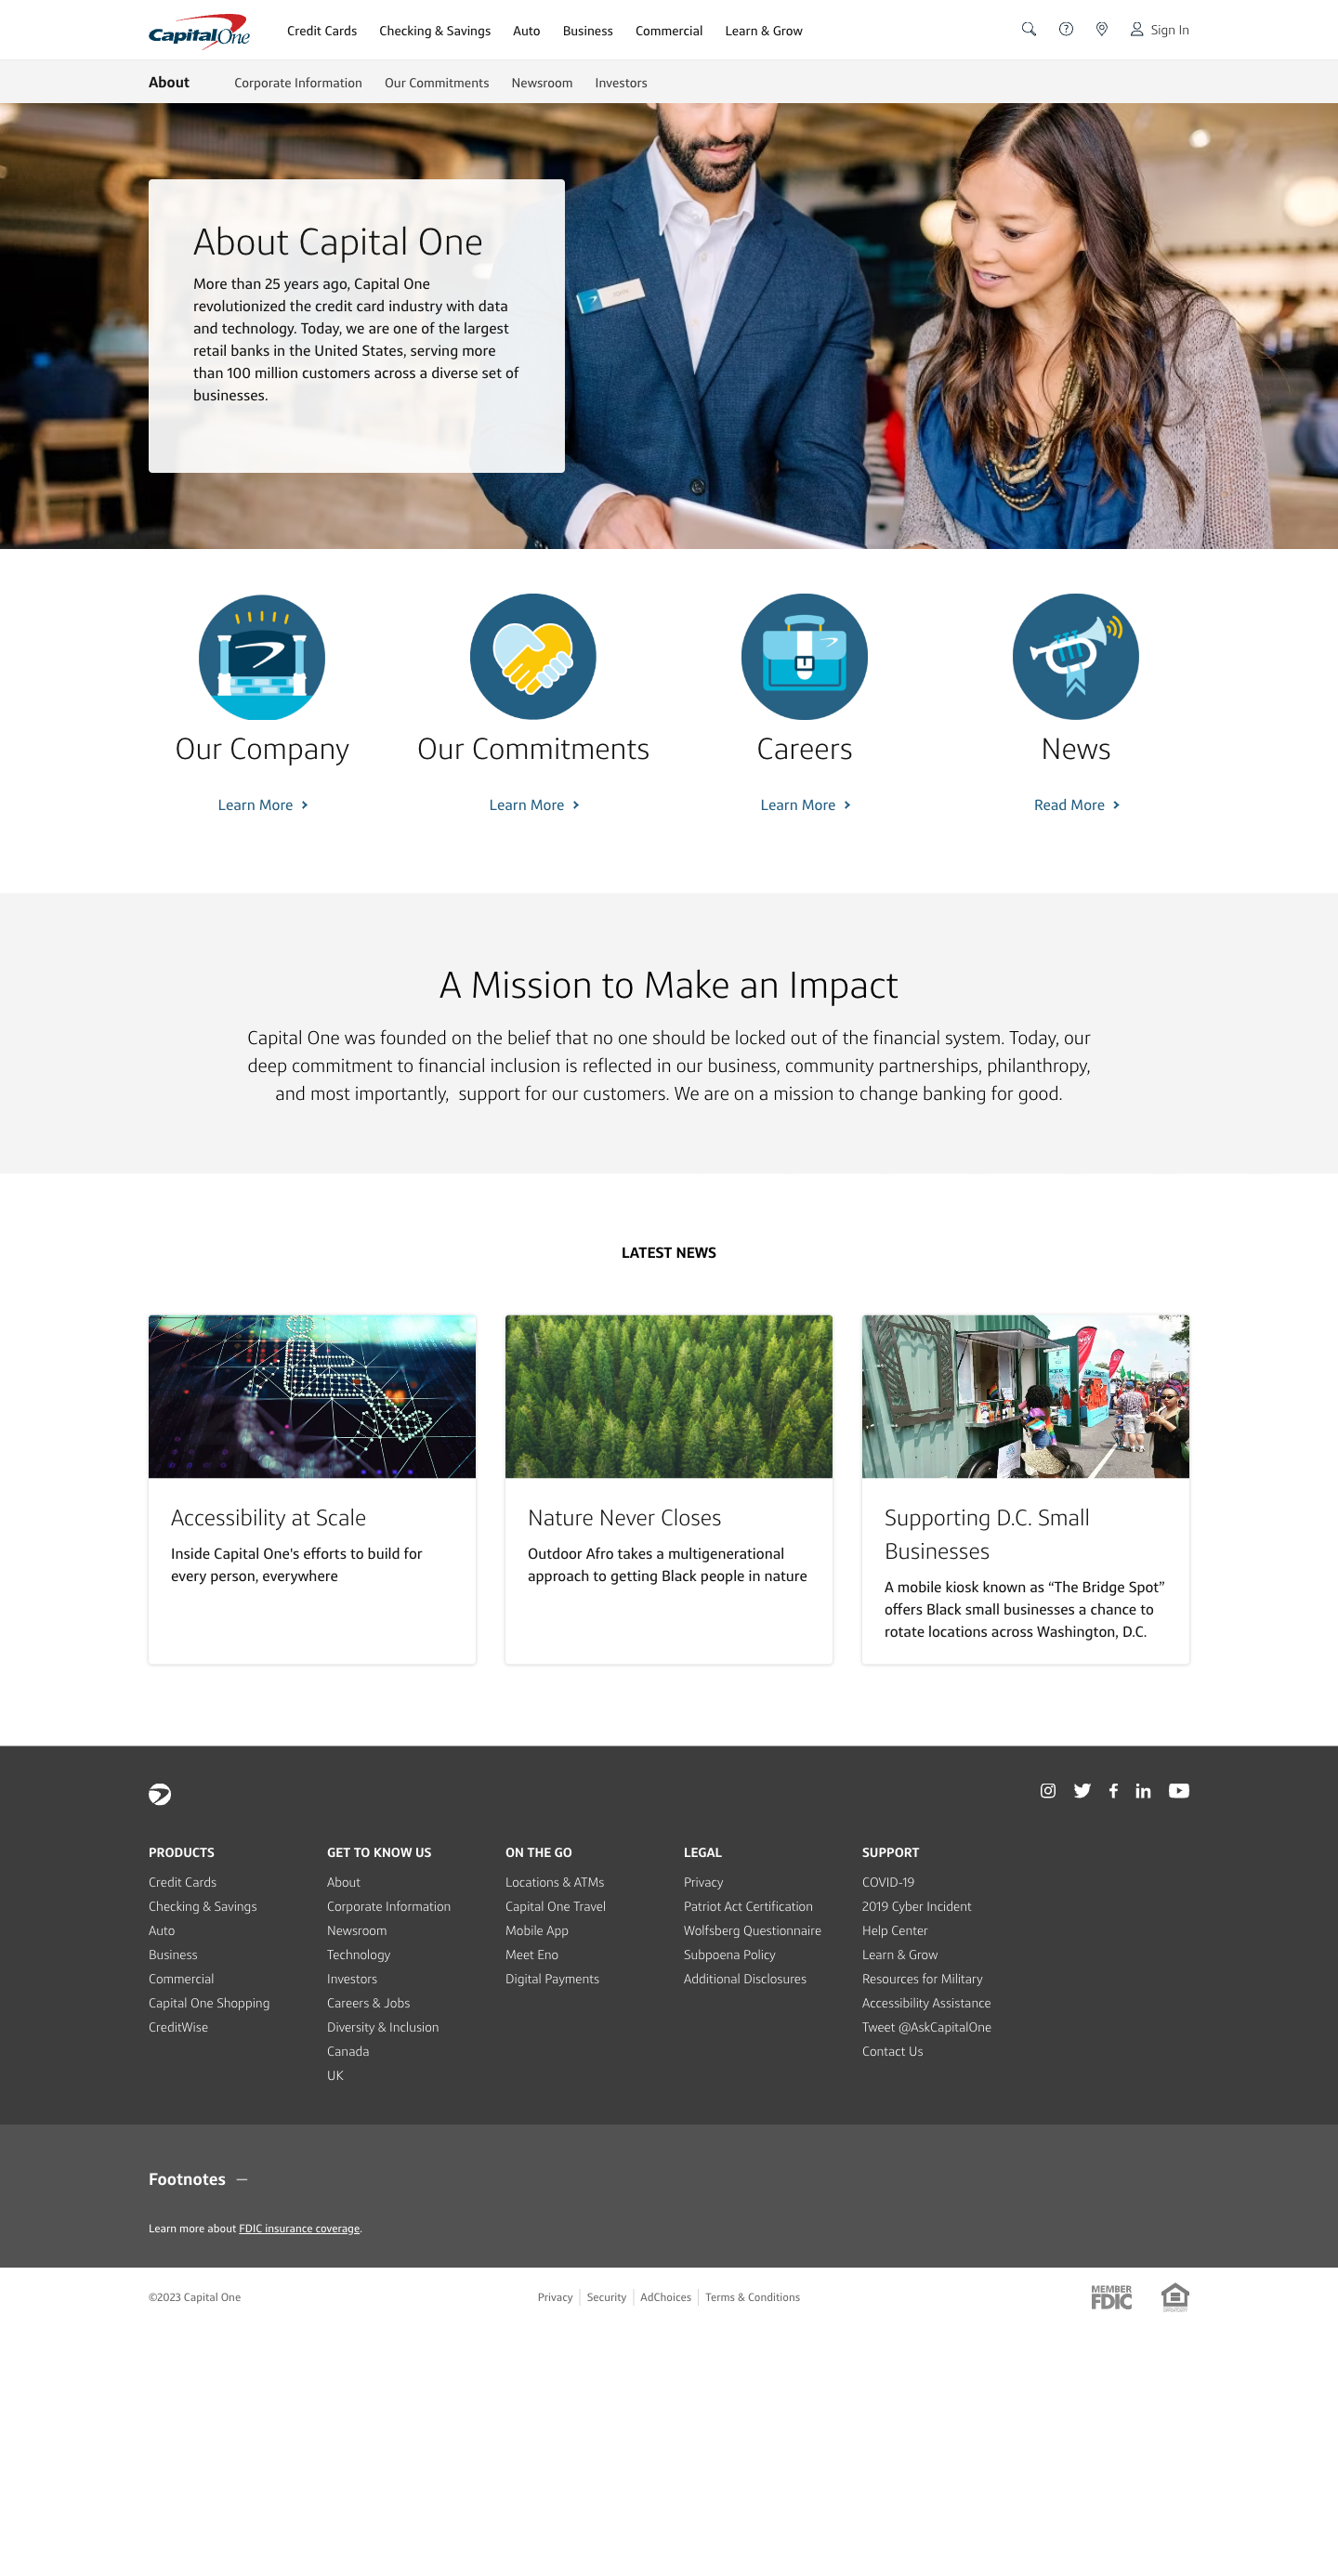 Capital One
Credit Cards
Checking & Savings
Auto
Business
Commercial
Learn & Grow
Sign In
About
Corporate Information
Our Commitments
Newsroom
Investors
About Capital One
More than 25 years ago, Capital One
revolutionized the credit card industry with data
and technology. Today, we are one of the largest
retail banks in the United States, serving more
than 100 million customers across a diverse set of
businesses.
Our Company
Learn More
Our Commitments
Learn More
Careers
Learn More
News
Read More
A Mission to Make an Impact
Capital One was founded on the belief that no one should be locked out of the financial system. Today, our
deep commitment to financial inclusion is reflected in our business, community partnerships, philanthropy,
and most importantly,  support for our customers. We are on a mission to change banking for good.
LATEST NEWS
Accessibility at Scale
Inside Capital One's efforts to build for
every person, everywhere
Nature Never Closes
Outdoor Afro takes a multigenerational
approach to getting Black people in nature
Supporting D.C. Small
Businesses
A mobile kiosk known as “The Bridge Spot”
offers Black small businesses a chance to
rotate locations across Washington, D.C.
PRODUCTS
Credit Cards
Checking & Savings
Auto
Business
Commercial
Capital One Shopping
CreditWise
GET TO KNOW US
About
Corporate Information
Newsroom
Technology
Investors
Careers & Jobs
Diversity & Inclusion
Canada
UK
ON THE GO
Locations & ATMs
Capital One Travel
Mobile App
Meet Eno
Digital Payments
LEGAL
Privacy
Patriot Act Certification
Wolfsberg Questionnaire
Subpoena Policy
Additional Disclosures
SUPPORT
COVID-19
2019 Cyber Incident
Help Center
Learn & Grow
Resources for Military
Accessibility Assistance
Tweet @AskCapitalOne
Contact Us
Footnotes
Learn more about FDIC insurance coverage.
©2023 Capital One
Privacy
Security
AdChoices
Terms & Conditions
MEMBER
FDIC